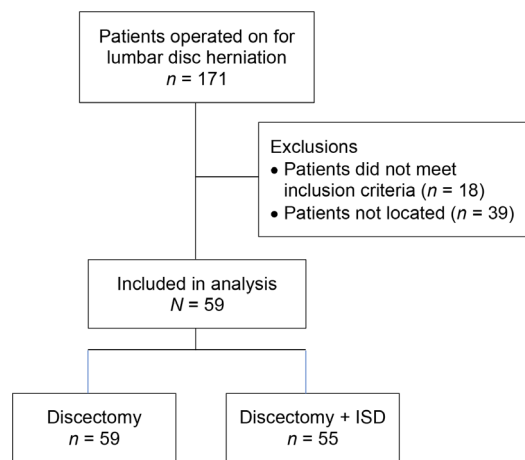 Patients operated on for
lumbar disc herniation
n = 171
Exclusions
• Patients did not meet
inclusion criteria (n = 18)
• Patients not located (n = 39)
Included in analysis
N = 59
Discectomy
n = 59
Discectomy + ISD
n = 55